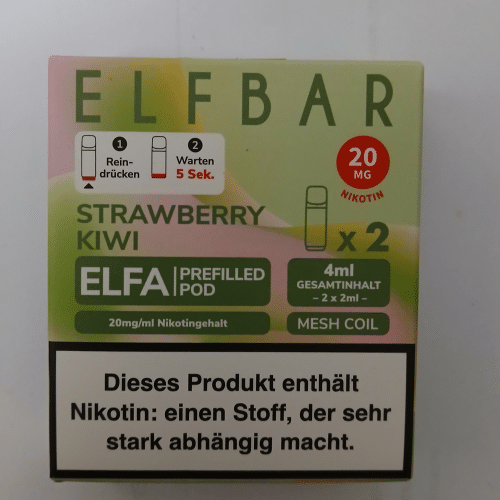 ELFBAR
1
Rein-
drücken
2
Warten
5 Sek.
20
MG
NIKOTIN
STRAWBERRY
KIWI
x 2
ELFA PREFILLED
POD
4ml
GESAMTINHALT
– 2 x 2ml –
20mg/ml Nikotingehalt
MESH COIL
Dieses Produkt enthält
Nikotin: einen Stoff, der sehr
stark abhängig macht.